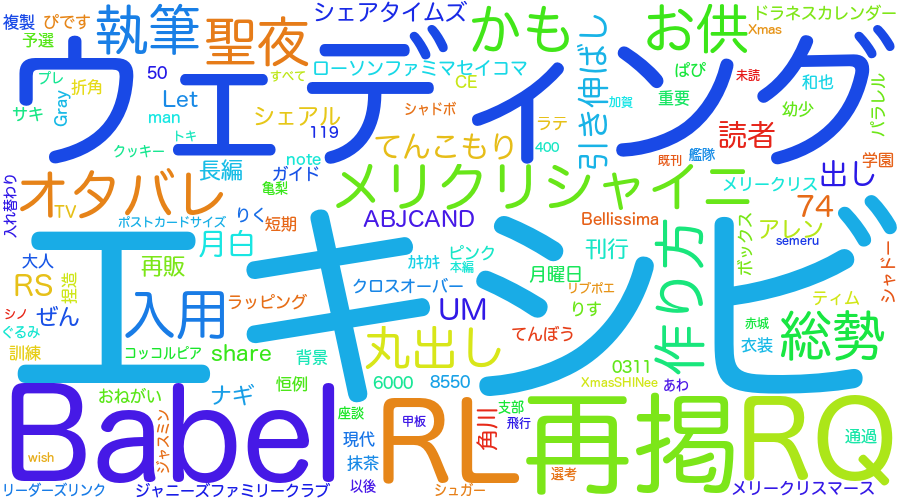 複製
ぴです
執筆
聖夜
シェアタイムズ
かも
お供
ドラネスカレンダー
Xmas
予選
ウェディング
プレ
折角
50
すべて
ローソンファミマセイコマ
CE
引き伸ばし
ぱぴ
未読
和也
サキ
Gray
Let
man
シェアル
シャドボ
重要
加賀
幼少
パラレル
119
ラテ
トキ
クッキー
てんこもり
400
読者
note
長編
ガイド
既刊
艦隊
出し
学園
入れ替わり
オタバレ
亀梨
メリクリシャイニ
メリークリス
TV
ポストカードサイズ
りく
短期
ABJCAND
Bellissima
74
アレン
semeru
エキシビ
月白
刊行
作り方
ボックス
シャドー
大人
再販
ｶｷｶｷ
ピンク
本編
月曜日
RS
捏造
入用
ラッピング
クロスオーバー
リプボエ
りす
ティム
シノ
ぜん
UM
てんぼう
赤城
総勢
ぐるみ
訓練
コッコルピア
share
背景
丸出し
衣装
おねがい
ナギ
恒例
6000
8550
0311
XmasSHINee
あわ
Babel
RL
再掲
RQ
座談
甲板
支部
飛行
角川
wish
ジャスミン
現代
抹茶
通過
選考
リーダーズリンク
ジャニーズファミリークラブ
以後
シュガー
メリークリスマース